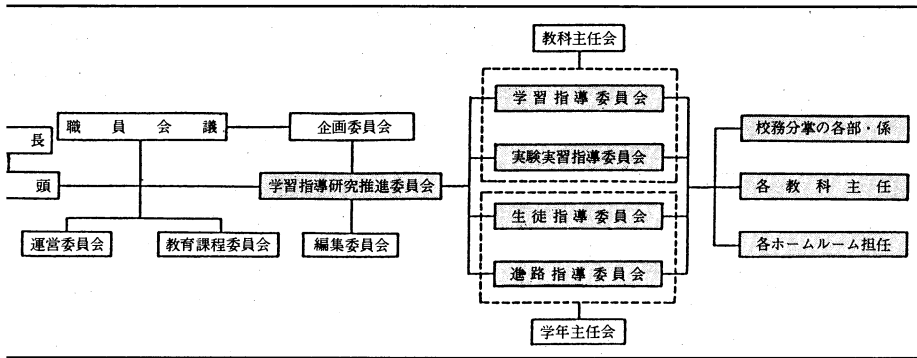 教科主任会
学習指導委員会
職員会議
企画委員会
校務分掌の各部・係
長
実験実習指導委員会
頭
学習指導研究推進委員会
各教科主任
生徒指導委員会
運営委員会
教育課程委員会
編集委員会
各ホームルーム担任
進路指導委員会
学年主任会